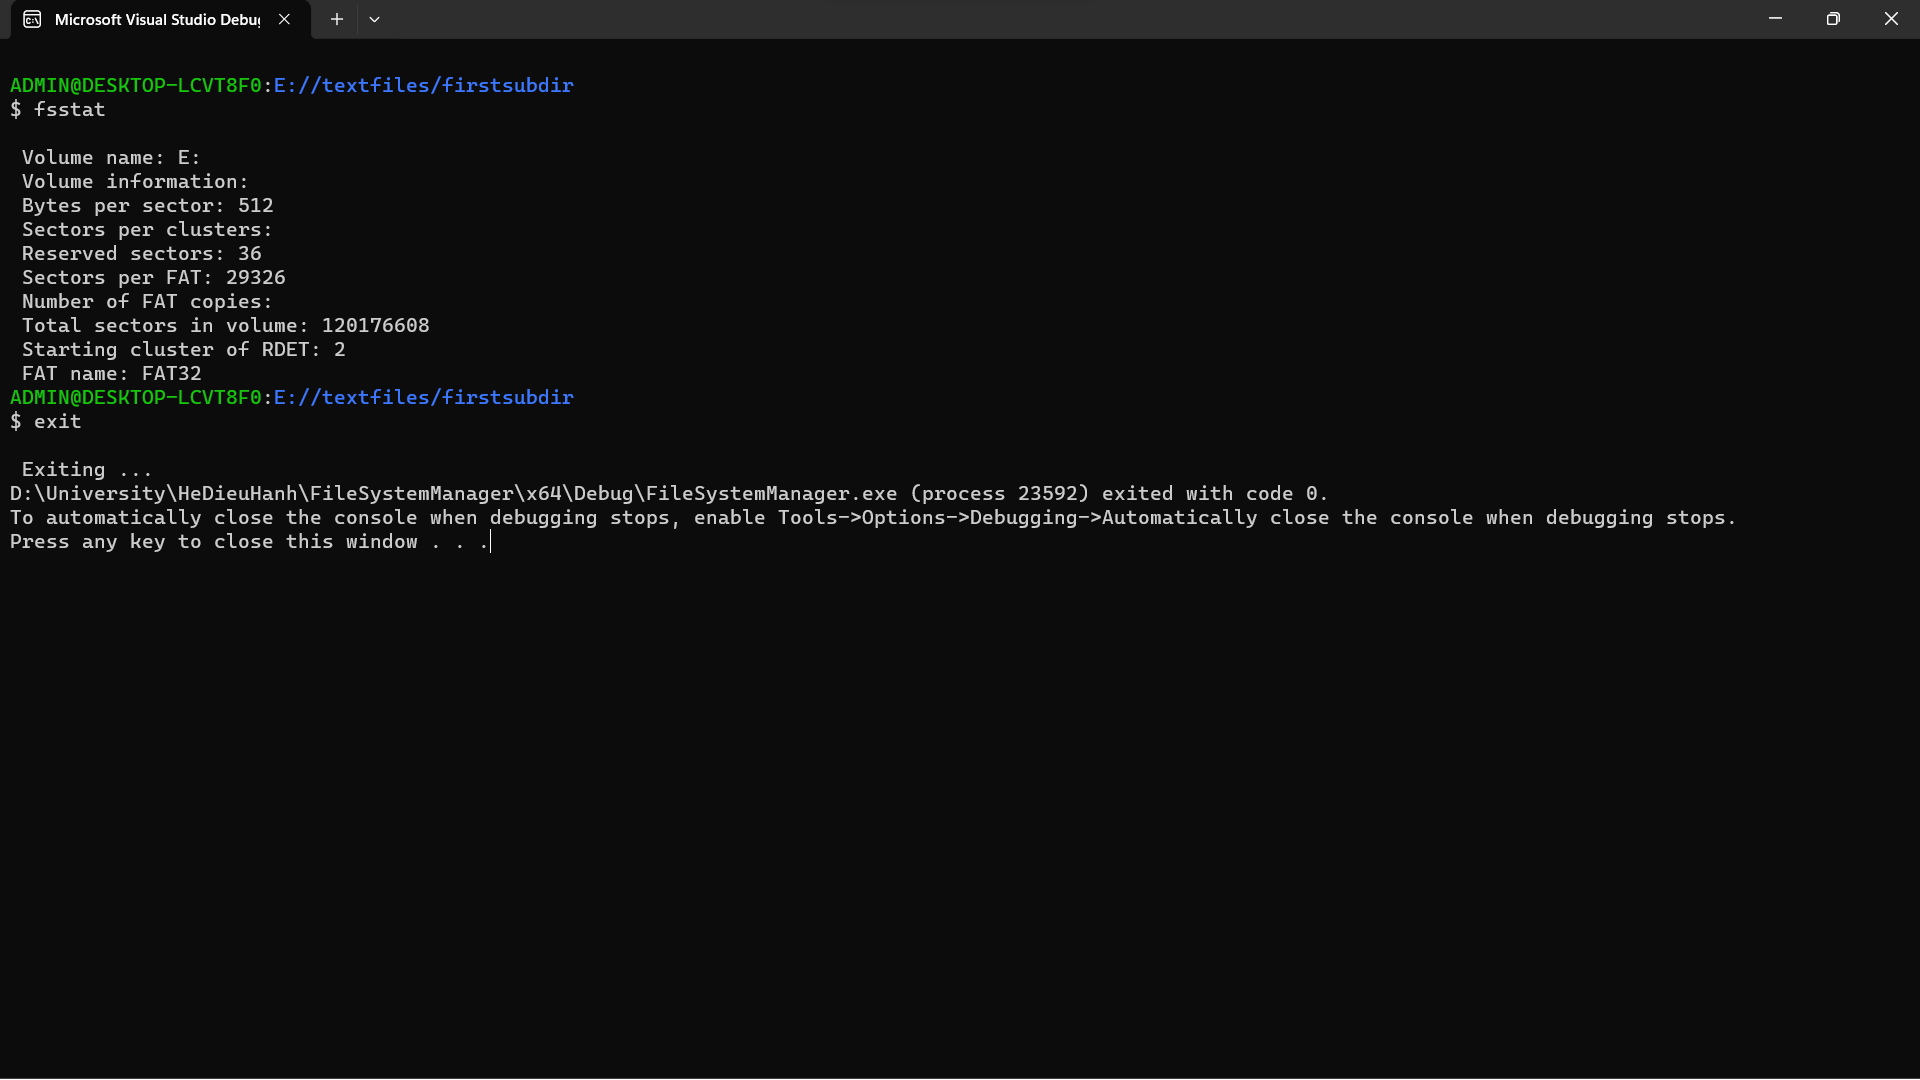 Microsoft Visual Studio Debug
ADMIN@DESKTOP-LCVT8F0:E://textfiles/firstsubdir
$ fsstat
Volume name: E:
Volume information:
Bytes per sector: 512
Sectors per clusters:
Reserved sectors: 36
Sectors per FAT: 29326
Number of FAT copies:
Total sectors in volume: 120176608
Starting cluster of RDET: 2
FAT name: FAT32
ADMIN@DESKTOP-LCVT8F0:E://textfiles/firstsubdir
$ exit
Exiting ...
D:\University\HeDieuHanh\FileSystemManager\x64\Debug\FileSystemManager.exe (process 23592) exited with code 0.
To automatically close the console when debugging stops, enable Tools->Options->Debugging->Automatically close the console when debugging stops.
Press any key to close this window . . .